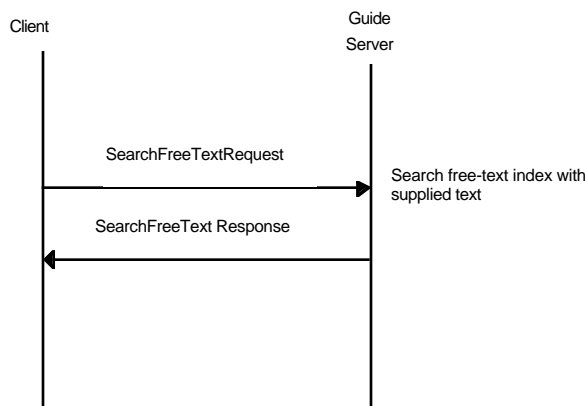 Client
Guide
Server
SearchFreeTextRequest
Search free-text index with
supplied text
SearchFreeText Response